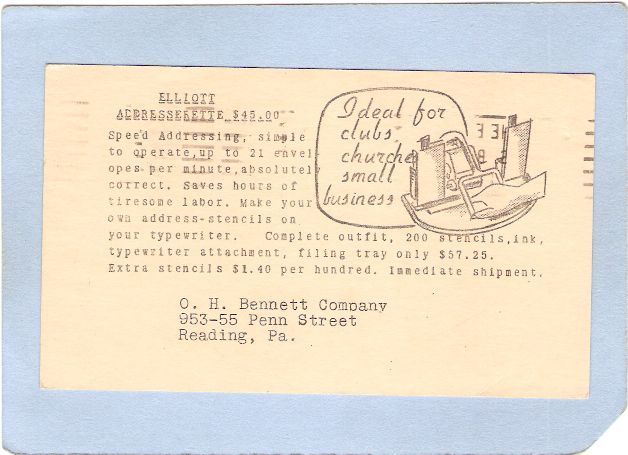 ELLIOTT
ADDRESSERETTE $45.00
Speed Addressing, simple
to operate, up to 21 envel
opes per minute, absolutely
correct. Saves hours of
tiresome labor. Make your
own address-stencils on
your typewriter. Complete outfit, 200 stencils, ink,
typewriter attachment, filing tray only $57.25.
Extra stencils $1.40 per hundred. Immediate shipment.
Ideal for
clubs
churche
small
business
O. H. Bennett Company
953-55 Penn Street
Reading, Pa.